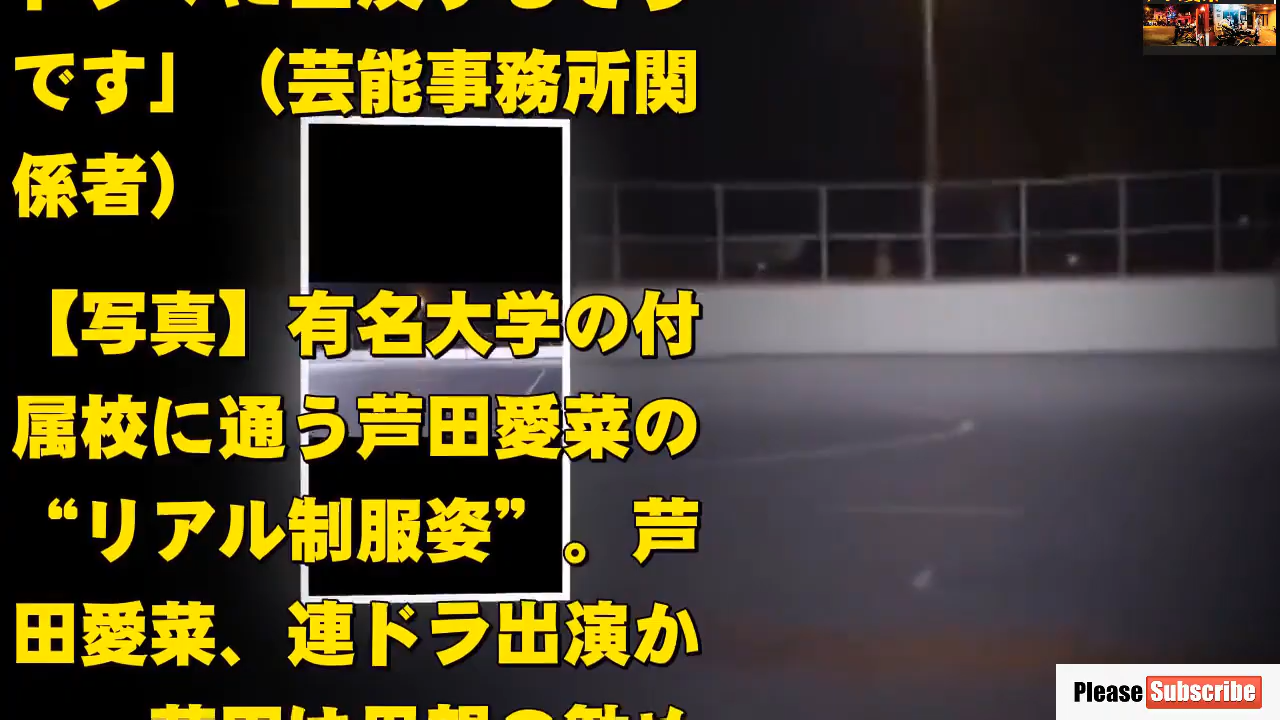 です」（芸能事務所関
係者）
【写真】有名大学の付
属校に通う芦田愛菜の
“リアル制服姿”。芦
田愛菜、連ドラ出演か
Please Subscribe